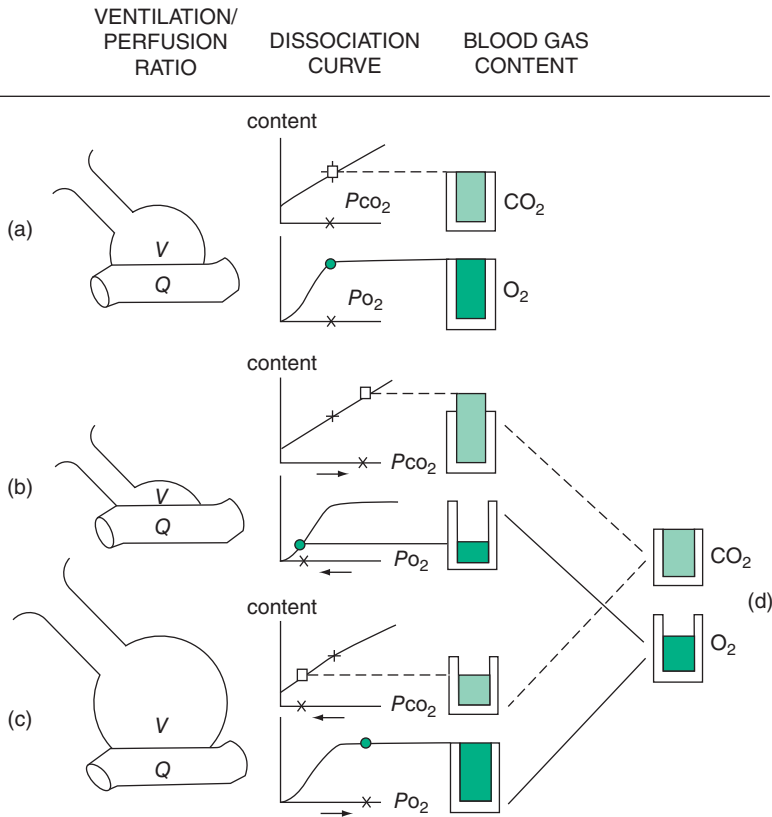 VENTILATION/
PERFUSION
RATIO
DISSOCIATION
CURVE
BLOOD GAS
CONTENT
(a)
V
Q
content
Pco₂
CO₂
Po₂
O₂
(b)
V
Q
content
Pco₂
Po₂
(c)
V
Q
content
Pco₂
Po₂
CO₂
O₂
(d)